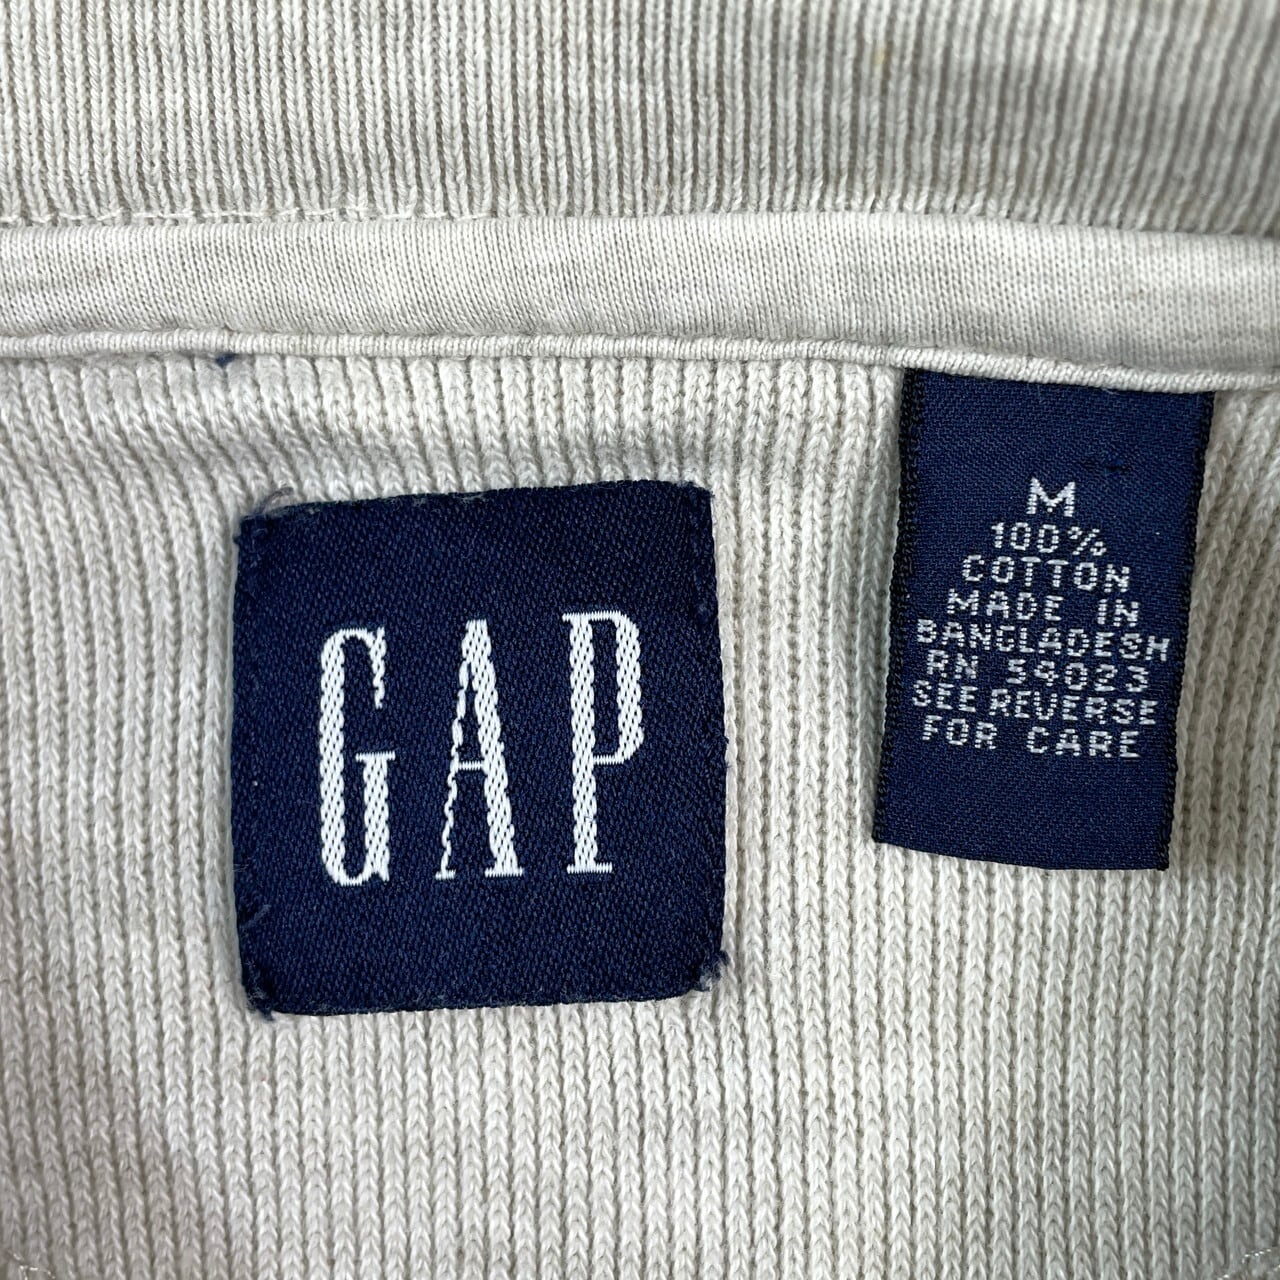 GAP
M
100%
COTTON
MADE IN
BANGLADESH
RN 54023
SEE REVERSE
FOR CARE